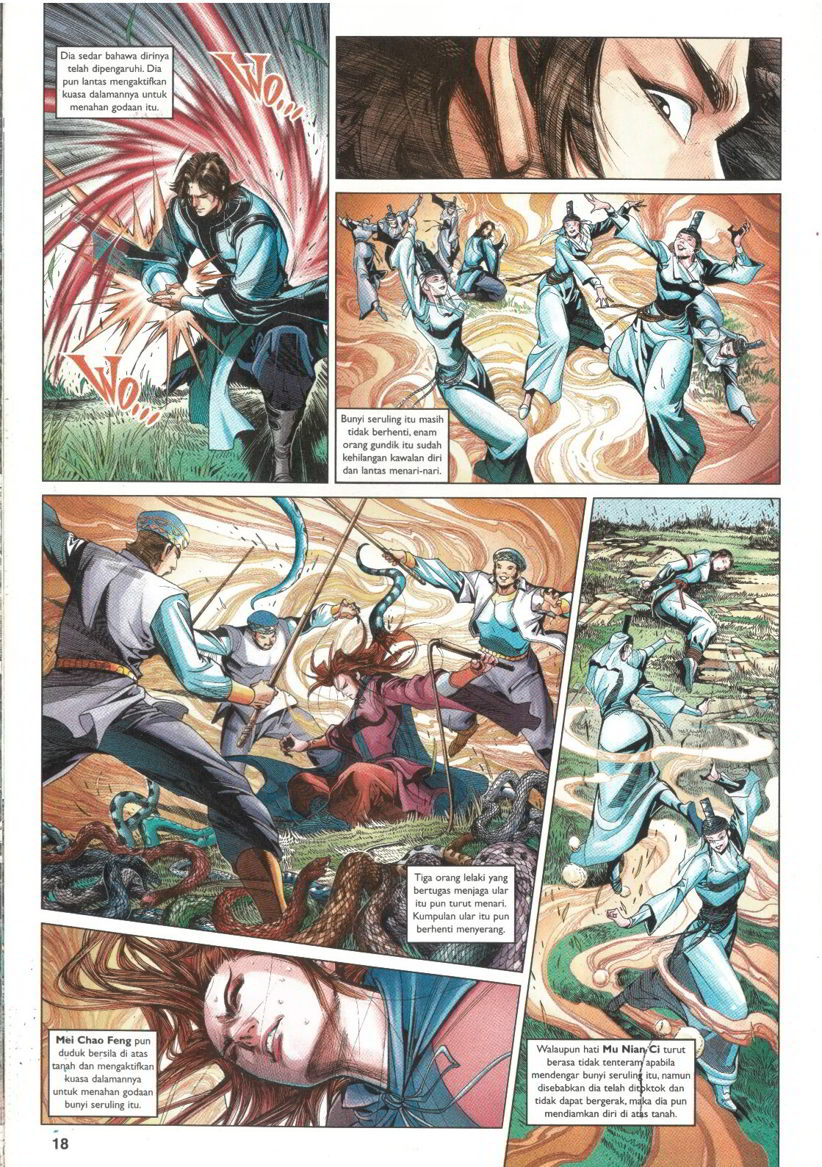 Dia sedar bahawa dirinya
telah dipengaruhi. Dia
pun lantas mengaktifkan
kuasa dalamannya untuk
menahan godaan itu.
WO...
WO...
Bunyi seruling itu masih
tidak berhenti, enam
orang gundik itu sudah
kehilangan kawalan diri
dan lantas menari-nari.
Tiga orang lelaki yang
bertugas menjaga ular
itu pun turut menari.
Kumpulan ular itu pun
berhenti menyerang.
Mei Chao Feng pun
duduk bersila di atas
tanah dan mengaktifkan
kuasa dalamannya
untuk menahan godaan
bunyi seruling itu.
Walaupun hati Mu Nian Ci turut
berasa tidak tenteram apabila
mendengar bunyi seruling itu, namun
disebabkan dia telah ditoktok dan
tidak dapat bergerak, maka dia pun
mendiamkan diri di atas tanah.
18